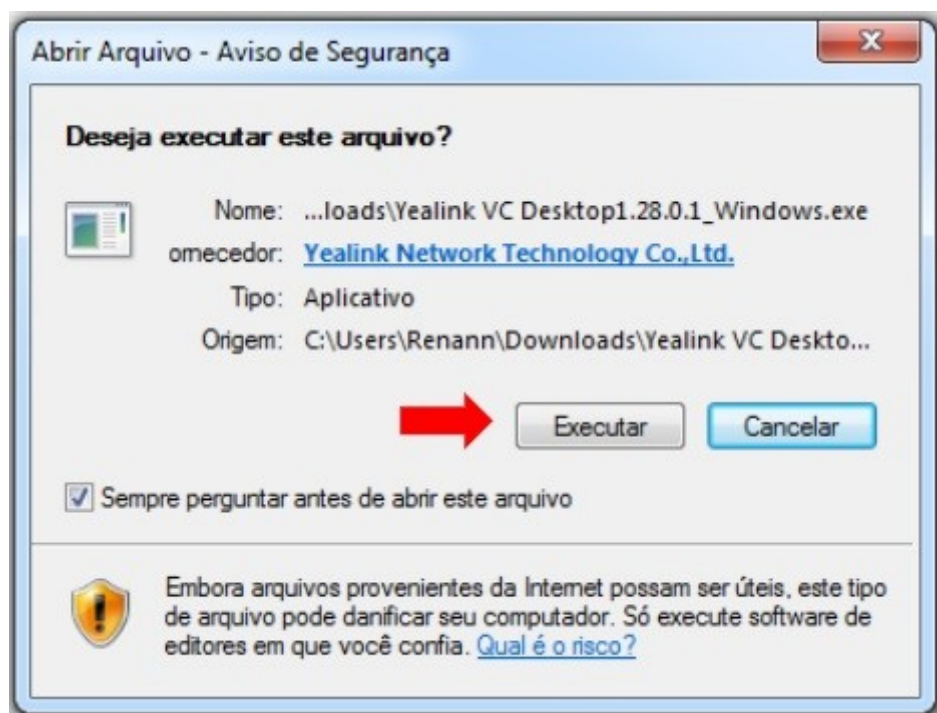 Abrir Arquivo - Aviso de Segurança
Deseja executar este arquivo?
Nome: ...loads\Yealink VC Desktop1.28.0.1_Windows.exe
omecedor: Yealink Network Technology Co.,Ltd.
Tipo: Aplicativo
Origem: C:\Users\Renann\Downloads\Yealink VC Deskto...
Executar Cancelar
Sempre perguntar antes de abrir este arquivo
Embora arquivos provenientes da Internet possam ser úteis, este tipo
de arquivo pode danificar seu computador. Só execute software de
editores em que você confia. Qual é o risco?